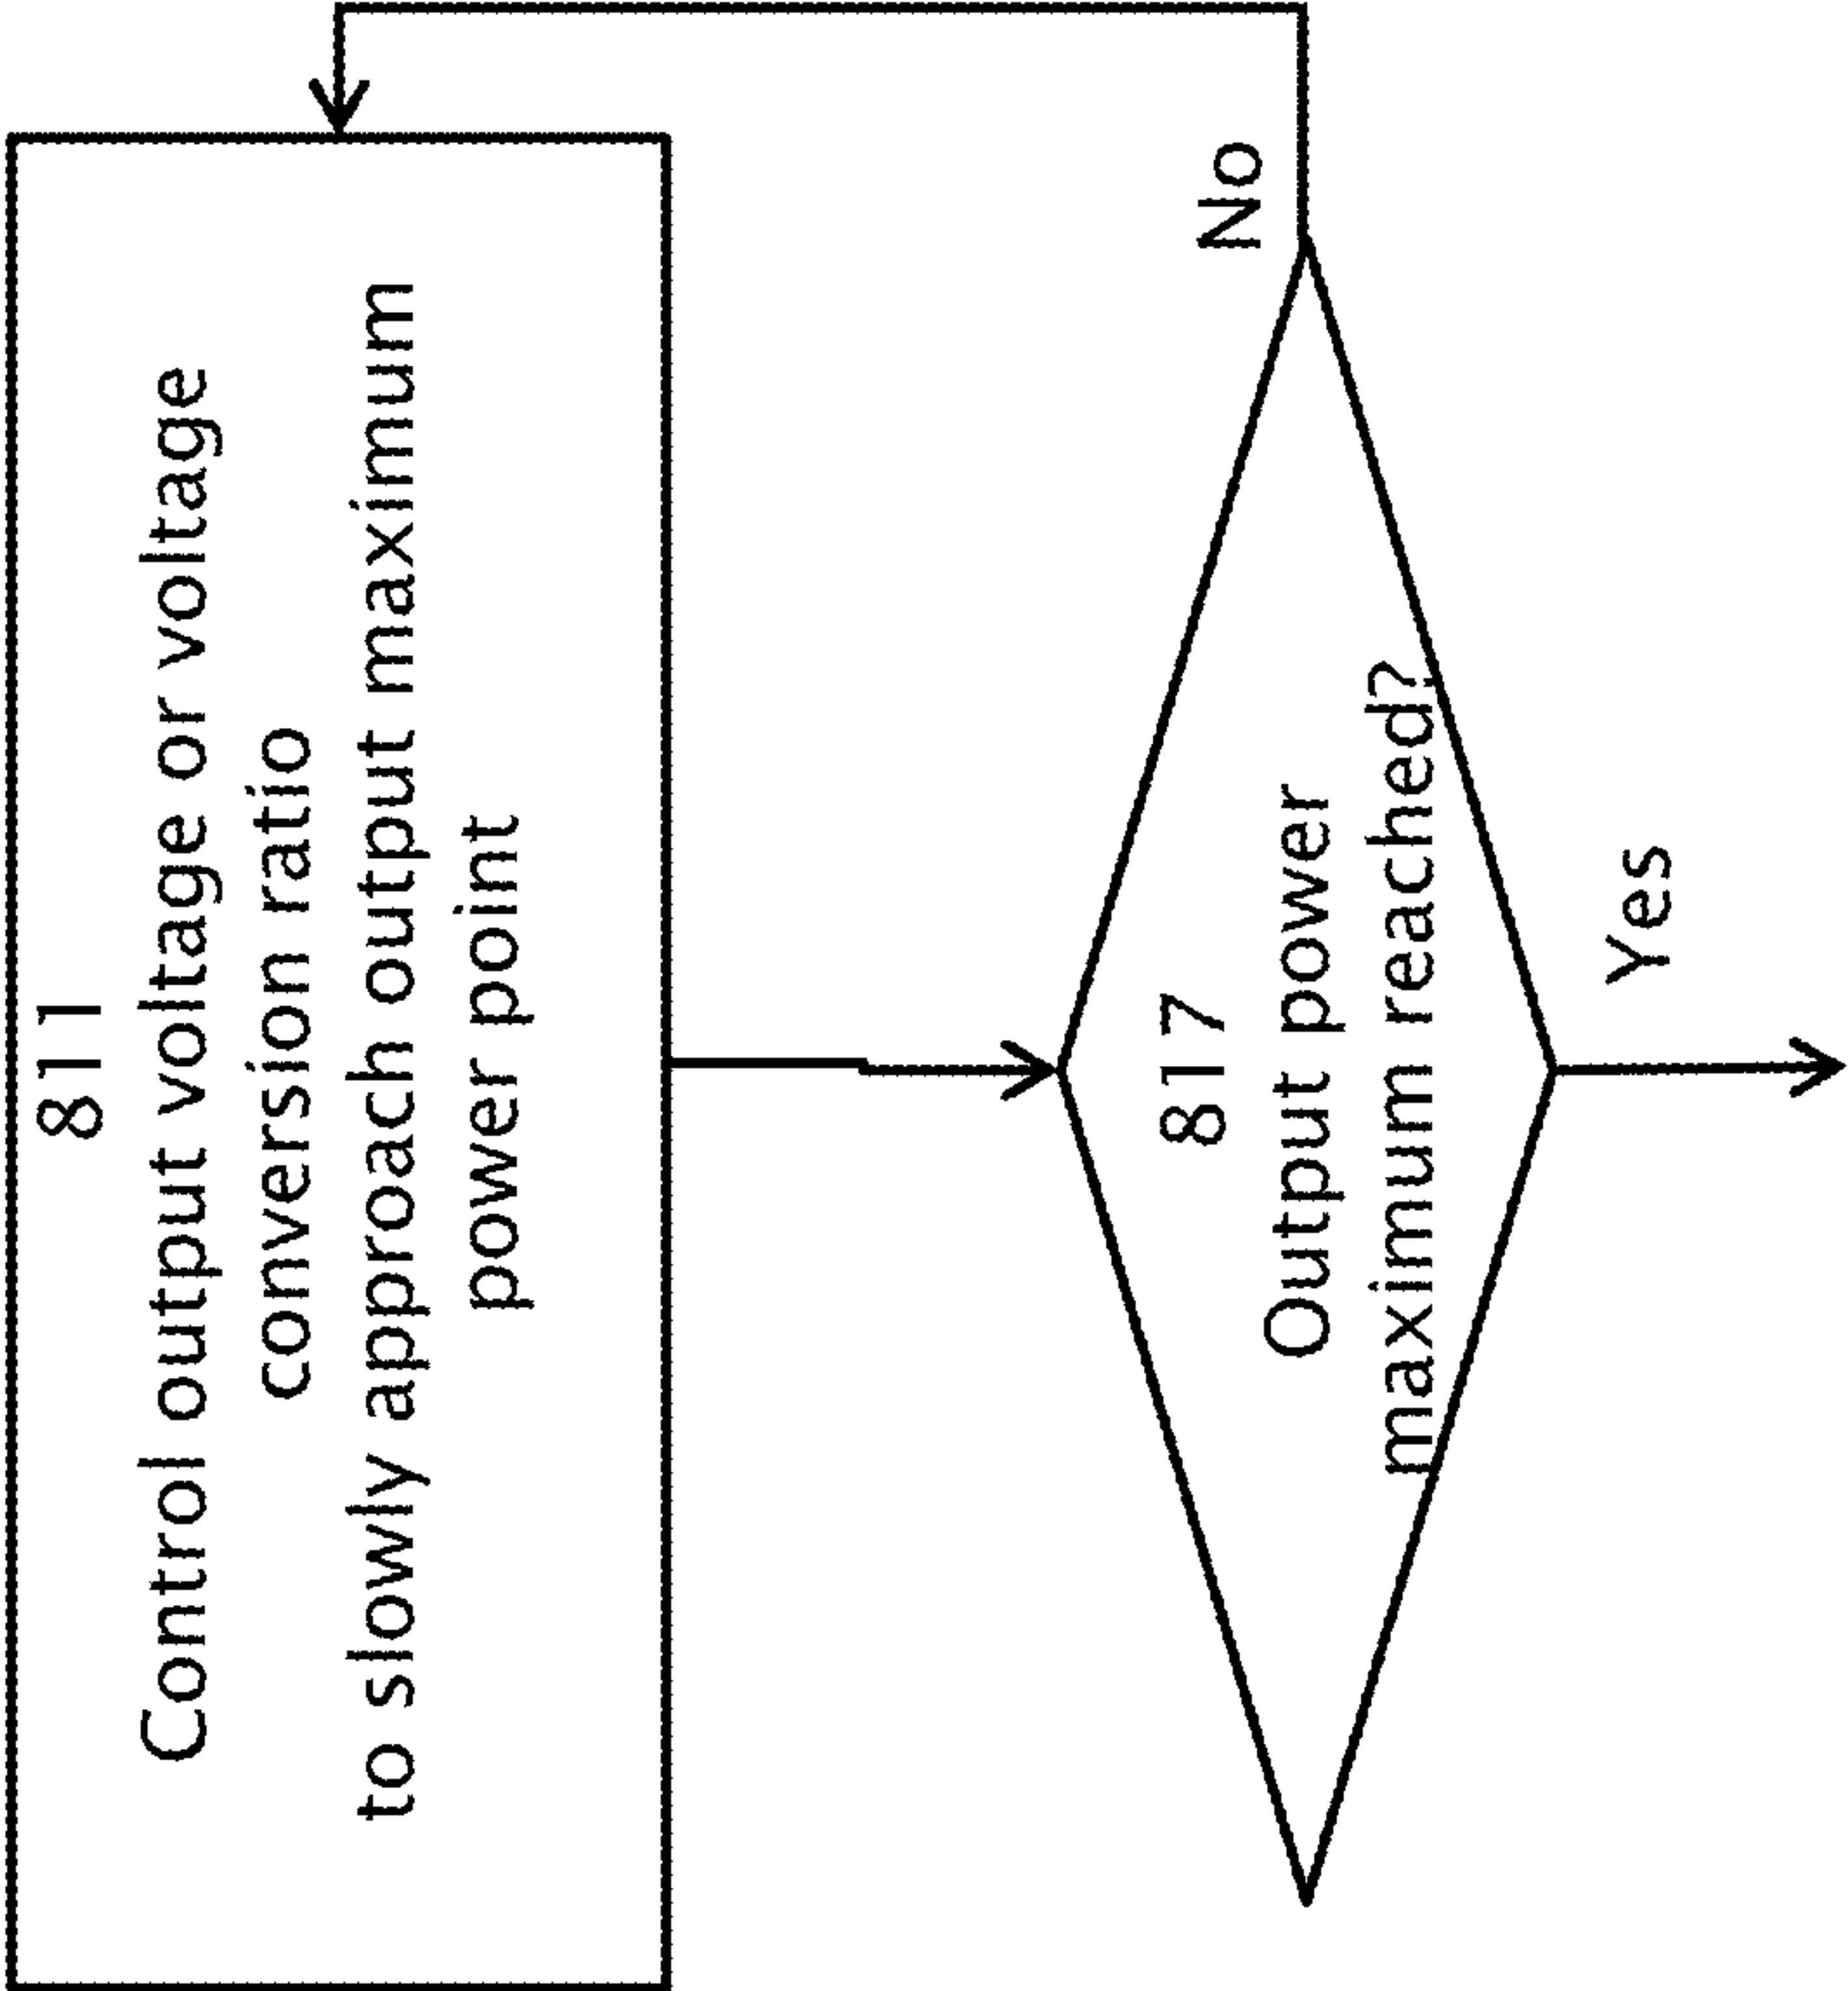 811
Control output voltage or voltage
conversion ratio
to slowly approach output maximum
power point
817
Output power
maximum reached?
No
Yes